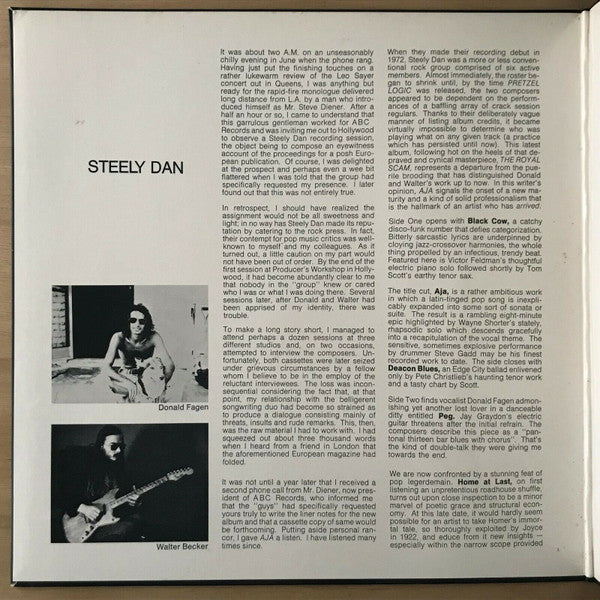 STEELY DAN
Donald Fagen
Walter Becker
It was about two A.M. on an unseasonably
chilly evening in June when the phone rang.
Having just put the finishing touches on a
rather lukewarm review of the Leo Sayer
concert out in Queens, I was anything but
ready for the rapid-fire monologue delivered
long distance from L.A. by a man who intro-
duced himself as Mr. Steve Diener. After a
half an hour or so, I came to understand that
this garrulous gentleman worked for ABC
Records and was inviting me out to Hollywood
to observe a Steely Dan recording session,
the object being to compose an eyewitness
account of the proceedings for a posh Euro-
pean publication. Of course, I was delighted
at the prospect and perhaps even a wee bit
flattered when I was told that the group had
specifically requested my presence. I later
found out that this was not entirely true.
In retrospect, I should have realized the
assignment would not be all sweetness and
light; in no way has Steely Dan made its repu-
tation by catering to the rock press. In fact,
their contempt for pop music critics was well-
known to myself and my colleagues. As it
turned out, a little caution on my part would
not have been out of order. By the end of the
first session at Producer's Workshop in Holly-
wood, it had become abundantly clear to me
that nobody in the "group" knew or cared
who I was or what I was doing there. Several
sessions later, after Donald and Walter had
been apprised of my identity, there was
trouble.
To make a long story short, I managed to
attend perhaps a dozen sessions at three
different studios and, on two occasions,
attempted to interview the composers. Un-
fortunately, both cassettes were later seized
under grievous circumstances by a fellow
whom I believe to be in the employ of the
reluctant interviewees. The loss was incon-
sequential considering the fact that, at that
point, my relationship with the belligerent
songwriting duo had become so strained as
to produce a dialogue consisting mainly of
threats, insults and rude remarks. This, then,
was the raw material I had to work with. I had
squeezed out about three thousand words
when I heard from a friend in London that
the aforementioned European magazine had
folded.
It was not until a year later that I received a
second phone call from Mr. Diener, now presi-
dent of ABC Records, who informed me
that the "guys" had specifically requested
yours truly to write the liner notes for the new
album and that a cassette copy of same would
be forthcoming. Putting aside personal ran-
cor, I gave AJA a listen. I have listened many
times since.
When they made their recording debut in
1972, Steely Dan was a more or less conven-
tional rock group comprised of six active
members. Almost immediately, the roster be-
gan to shrink until, by the time PRETZEL
LOGIC was released, the two composers
appeared to be dependent on the perform-
ances of a baffling array of crack session
regulars. Thanks to their deliberately vague
manner of listing album credits, it became
virtually impossible to determine who was
playing what on any given track (a practice
which has persisted until now). This latest
album, following hot on the heels of that de-
praved and cynical masterpiece, THE ROYAL
SCAM, represents a departure from the pue-
rile brooding that has distinguished Donald
and Walter's work up to now. In this writer's
opinion, AJA signals the onset of a new ma-
turity and a kind of solid professionalism that
is the hallmark of an artist who has arrived.
Side One opens with Black Cow, a catchy
disco-funk number that defies categorization.
Bitterly sarcastic lyrics are underpinned by
cloying jazz-crossover harmonies, the whole
thing propelled by an infectious, trendy beat.
Featured here is Victor Feldman's thoughtful
electric piano solo followed shortly by Tom
Scott's earthy tenor sax.
The title cut, Aja, is a rather ambitious work
in which a latin-tinged pop song is inexpli-
cably expanded into some sort of sonata or
suite. The result is a rambling eight-minute
epic highlighted by Wayne Shorter's stately,
rhapsodic solo which descends gracefully
into a recapitulation of the vocal theme. The
sensitive, sometimes explosive performance
by drummer Steve Gadd may be his finest
recorded work to date. The side closes with
Deacon Blues, an Edge City ballad enlivened
only by Pete Christlieb's haunting tenor work
and a tasty chart by Scott.
Side Two finds vocalist Donald Fagen admon-
ishing yet another lost lover in a danceable
ditty entitled Peg. Jay Graydon's electric
guitar threatens after the initial refrain. The
composers describe this piece as a "pan-
tonal thirteen bar blues with chorus". That's
the kind of double-talk they were giving me
towards the end.
We are now confronted by a stunning feat of
pop legerdemain. Home at Last, on first
listening an unpretentious roadhouse shuffle,
turns out upon close inspection to be a minor
marvel of poetic grace and structural econo-
my. At this late date, it would hardly seem
possible for an artist to take Homer's immor-
tal tale, so thoroughly exploited by Joyce
in 1922, and educe from it new insights —
especially within the narrow scope provided